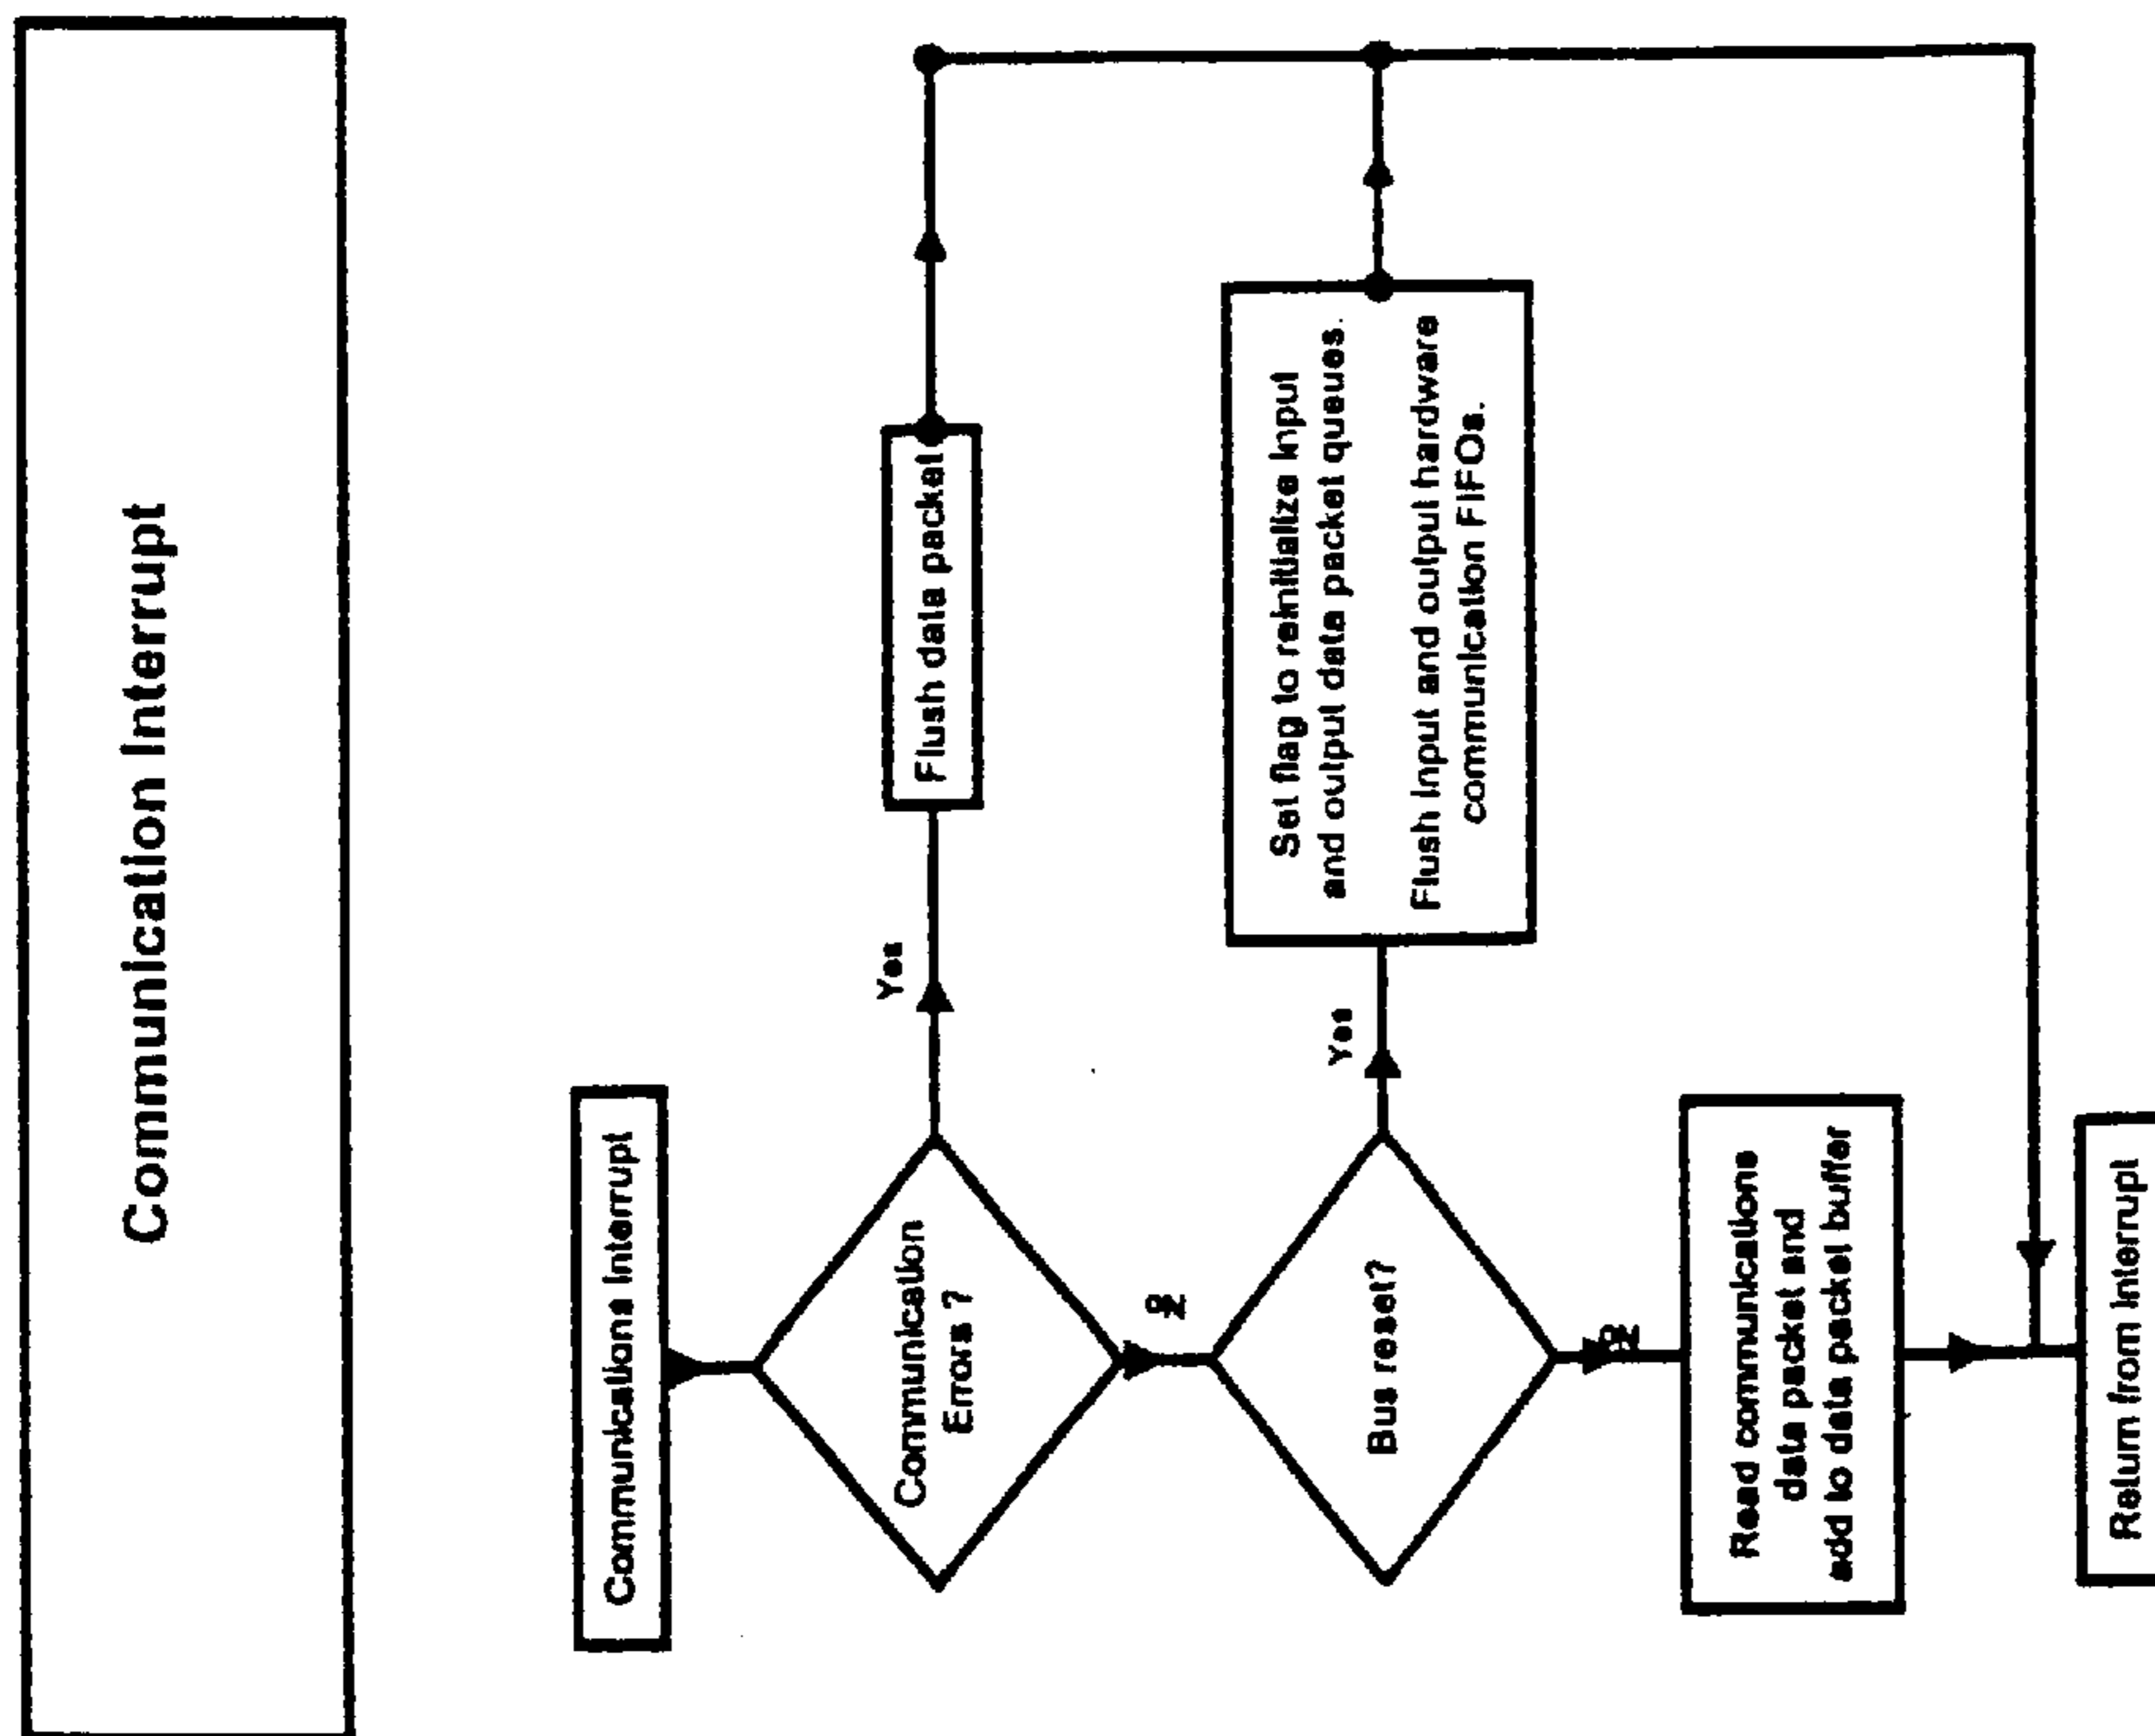 Communication Interrupt
Communications Interrupt
Communication
Errors ?
Yes
Flush data packet
No
Bus reset?
Yes
Set flag to reinitialize input
and output data packet queues.
Flush input and output hardware
communication FIFOs.
No
Read communications
data packet and
add to data packet buffer
Return from Interrupt